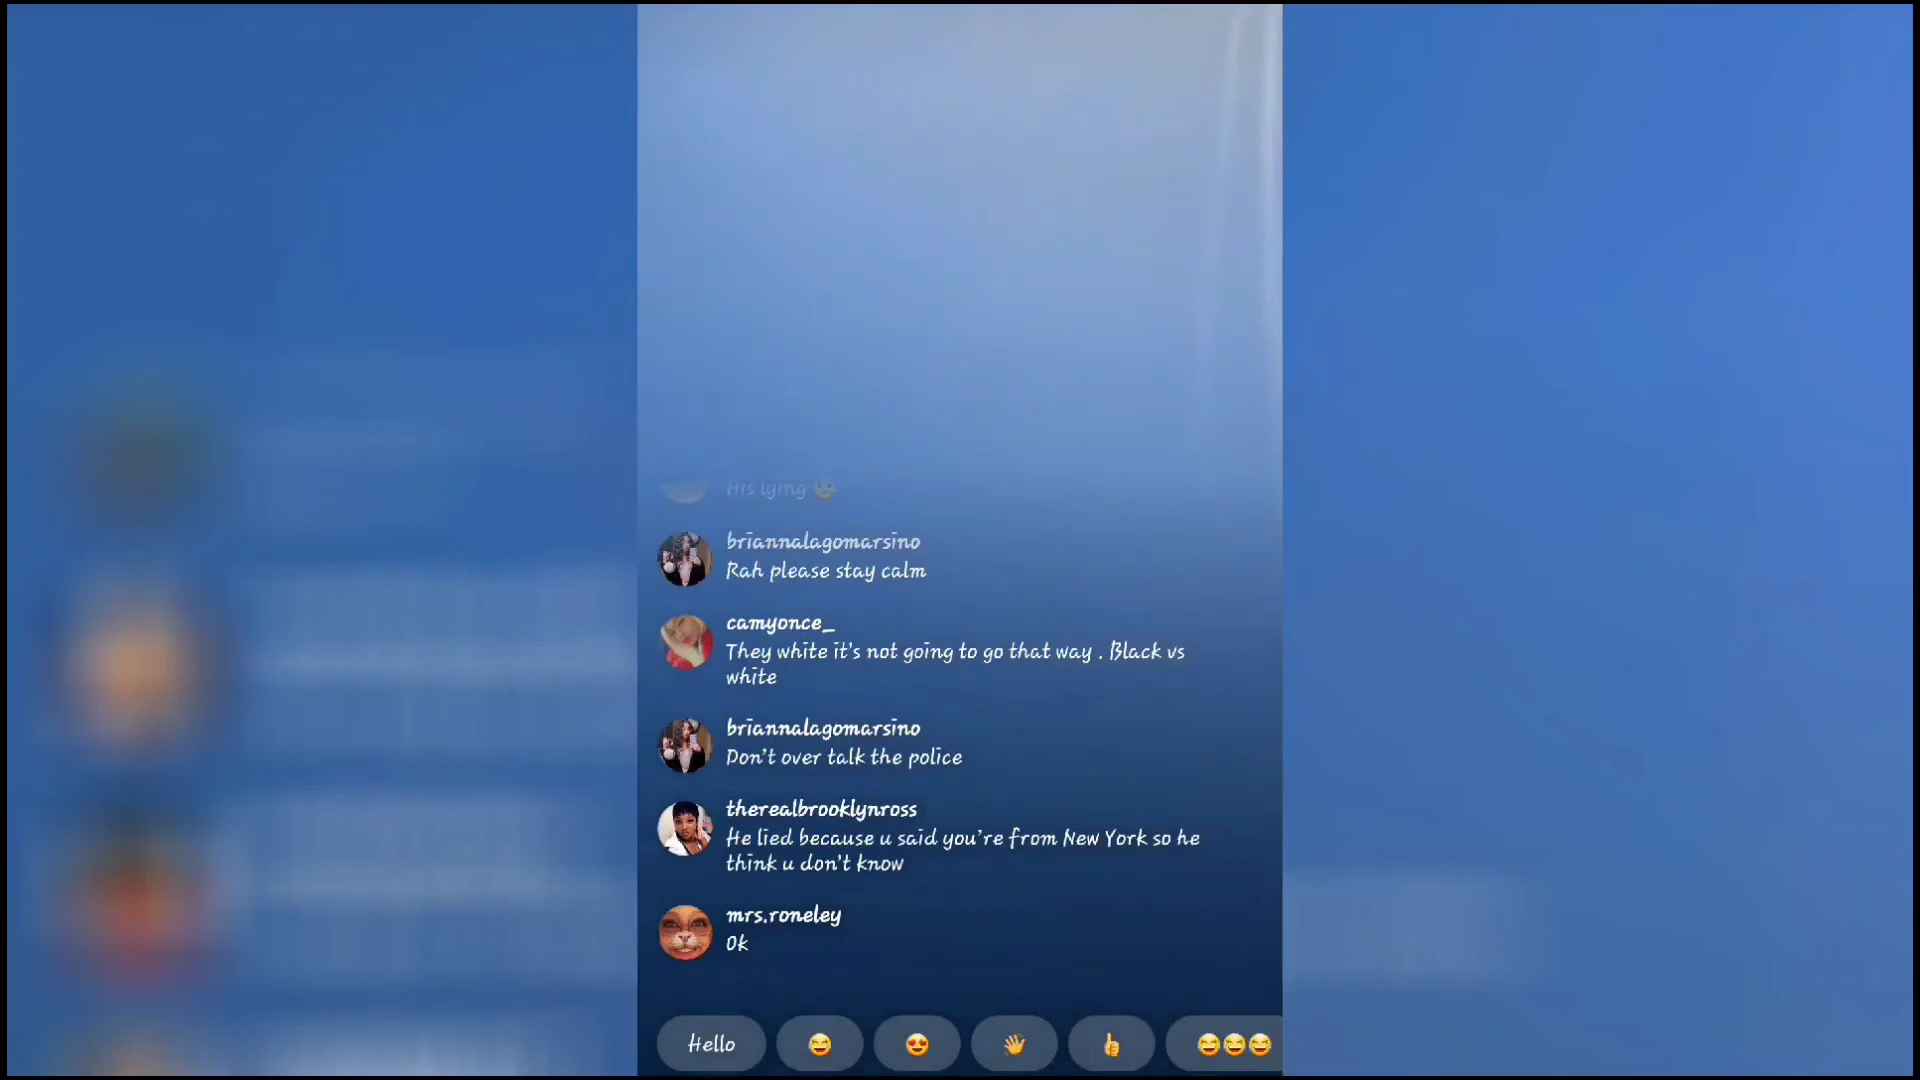 His lying 🤕
briannalagomarsino
Rah please stay calm
camyonce_
They white it's not going to go that way . Black vs
white
briannalagomarsino
Don't over talk the police
therealbrooklynross
He lied because u said you're from New York so he
think u don't know
mrs.roneley
Ok
Hello 😂 😍 👋 👍 😂😂😂